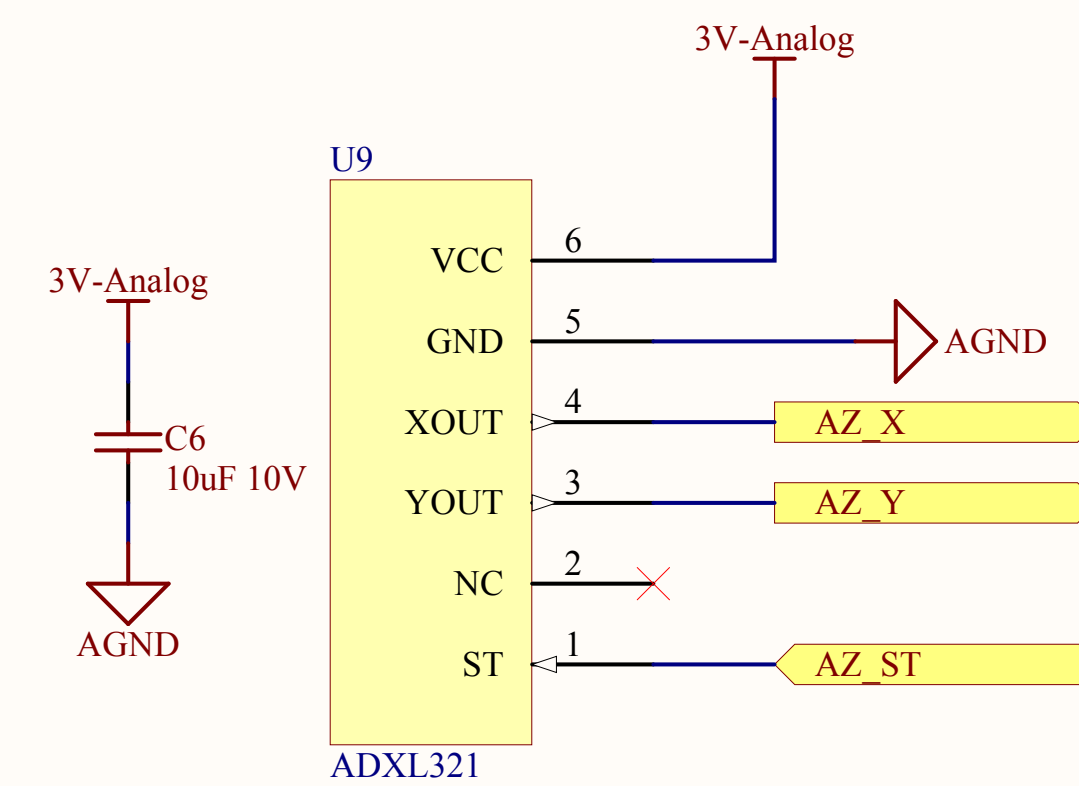 3V-Analog
U9
VCC 6
3V-Analog
GND 5 AGND
XOUT 4 AZ_X
C6
10uF 10V
YOUT 3 AZ_Y
NC 2
AGND
ST 1 AZ_ST
ADXL321